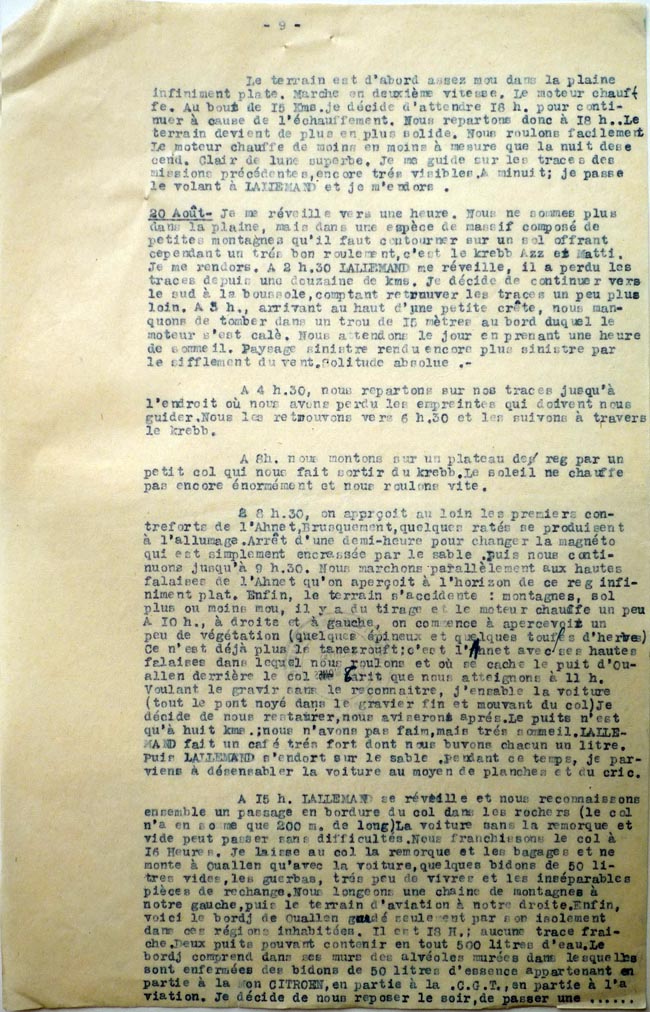 - 9 -
Le terrain est d'abord assez mou dans la plaine
infiniment plate. Marche en deuxième vitesse. Le moteur chauf-
fe. Au bout de 15 Kms.je décide d'attendre 18 h. pour conti-
nuer à cause de l'échauffement. Nous repartons donc à 18 h..Le
terrain devient de plus en plus solide. Nous roulons facilement
Le moteur chauffe de moins en moins à mesure que la nuit des-
cend. Clair de lune superbe. Je me guide sur les traces des
missions précédentes,encore trés visibles.A minuit; je passe
le volant à LALLEMAND et je m'endors .
20 Août- Je me réveille vers une heure. Nous ne sommes plus
dans la plaine, mais dans une espèce de massif composé de
petites montagnes qu'il faut contourner sur un sol offrant
cependant un trés bon roulement,c'est le krebb Azz el Matti.
Je me rendors. A 2 h.30 LALLEMAND me réveille, il a perdu les
traces depuis une douzaine de kms. Je décide de continuer vers
le sud à la boussole,comptant retrouver les traces un peu plus
loin. A 3 h., arrivant au haut d'une petite crête, nous man-
quons de tomber dans un trou de 15 mètres au bord duquel le
moteur s'est calè. Nous attendons le jour en prenant une heure
de sommeil. Paysage sinistre rendu encore plus sinistre par
le sifflement du vent.Solitude absolue .-
A 4 h.30, nous repartons sur nos traces jusqu'à
l'endroit où nous avons perdu les empreintes qui doivent nous
guider.Nous les retrouvons vers 6 h.30 et les suivons à travers
le krebb.
A 8h. nous montons sur un plateau de reg par un
petit col qui nous fait sortir du krebb.Le soleil ne chauffe
pas encore énormément et nous roulons vite.
A 8 h.30, on apprçoit au loin les premiers con-
treforts de l'Ahnet,Brusquement,quelques ratés se produisent
à l'allumage.Arrêt d'une demi-heure pour changer la magnéto
qui est simplement encrassée par le sable .puis nous conti-
nuons jusqu'à 9 h.30. Nous marchons parallèlement aux hautes
falaises de l'Ahnet qu'on aperçoit à l'horizon de ce reg infi-
niment plat. Enfin, le terrain s'accidente : montagnes, sol
plus ou moins mou, il y a du tirage et le moteur chauffe un peu
A 10 h., à droite et à gauche, on commence à apercevoir un
peu de végétation (quelques épineux et quelques touffes d'herbes)
Ce n'est déjà plus le tanezrouft;c'est l'Ahnet avec ses hautes
falaises dans lequel nous roulons et où se cache le puit d'Ou-
allen derrière le col Tarit que nous atteignons à 11 h.
Voulant le gravir sans le reconnaitre, j'ensable la voiture
(tout le pont noyé dans le gravier fin et mouvant du col)Je
décide de nous restaurer,nous aviserons aprés.Le puits n'est
qu'à huit kms.;nous n'avons pas faim,mais trés sommeil.LALLE-
MAND fait un café trés fort dont nous buvons chacun un litre.
Puis LALLEMAND s'endort sur le sable .pendant ce temps, je par-
viens à désensabler la voiture au moyen de planches et du cric.
A 15 h. LALLEMAND se réveille et nous reconnaissons
ensemble un passage en bordure du col dans les rochers (le col
n'a en somme que 200 m. de long)La voiture sans la remorque et
vide peut passer sans difficultés.Nous franchissons le col à
16 Heures. Je laisse au col la remorque et les bagages et ne
monte à Ouallen qu'avec la voiture,quelques bidons de 50 li-
tres vides,les guerbas, trés peu de vivres et les inséparables
pièces de rechange.Nous longeons une chaine de montagnes à
notre gauche,puis le terrain d'aviation à notre droite.Enfin,
voici le bordj de Ouallen gardé seulement par son isolement
dans ces régions inhabitées. Il est 18 H.; aucune trace fraî-
che.Deux puits pouvant contenir en tout 500 litres d'eau.Le
bordj comprend dans ses murs des alvéoles murées dans lesquelles
sont enfermées des bidons de 50 litres d'essence appartenant en
partie à la Mon CITROEN,en partie à la .C.G.T.,en partie à l'a
viation. Je décide de nous reposer le soir,de passer une ......